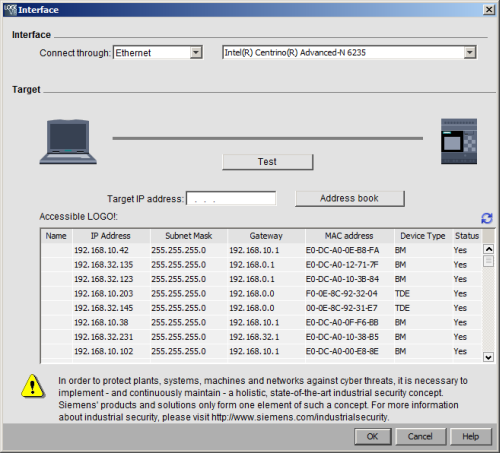 LOGO Interface
Interface
Connect through: Ethernet Intel(R) Centrino(R) Advanced-N 6235
Target
Test
Target IP address: . . . Address book
Accessible LOGO!:
Name IP Address Subnet Mask Gateway MAC address Device Type Status
192.168.10.42 255.255.255.0 192.168.10.1 E0-DC-A0-0E-B8-FA BM Yes
192.168.32.135 255.255.255.0 192.168.0.1 E0-DC-A0-12-71-7F BM Yes
192.168.32.123 255.255.255.0 192.168.0.1 E0-DC-A0-10-3B-84 BM Yes
192.168.10.203 255.255.255.0 192.168.0.0 F0-0E-8C-92-32-04 TDE Yes
192.168.32.145 255.255.255.0 192.168.0.0 00-0E-8C-92-31-E7 TDE Yes
192.168.10.38 255.255.255.0 192.168.10.1 E0-DC-A0-0F-F6-BB BM Yes
192.168.32.231 255.255.255.0 192.168.32.1 E0-DC-A0-10-38-B5 BM Yes
192.168.10.102 255.255.255.0 192.168.10.1 E0-DC-A0-00-E8-8E BM Yes
In order to protect plants, systems, machines and networks against cyber threats, it is necessary to
implement - and continuously maintain - a holistic, state-of-the-art industrial security concept.
Siemens' products and solutions only form one element of such a concept. For more information
about industrial security, please visit http://www.siemens.com/industrialsecurity.
OK Cancel Help